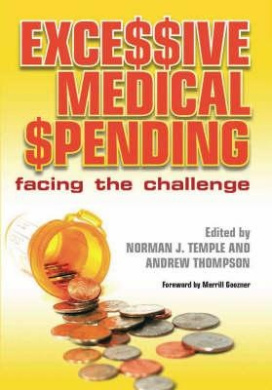 EXCE$$IVE
MEDICAL
$PENDING
facing the challenge
Edited by
NORMAN J. TEMPLE AND
ANDREW THOMPSON
Foreword by Merrill Goozner